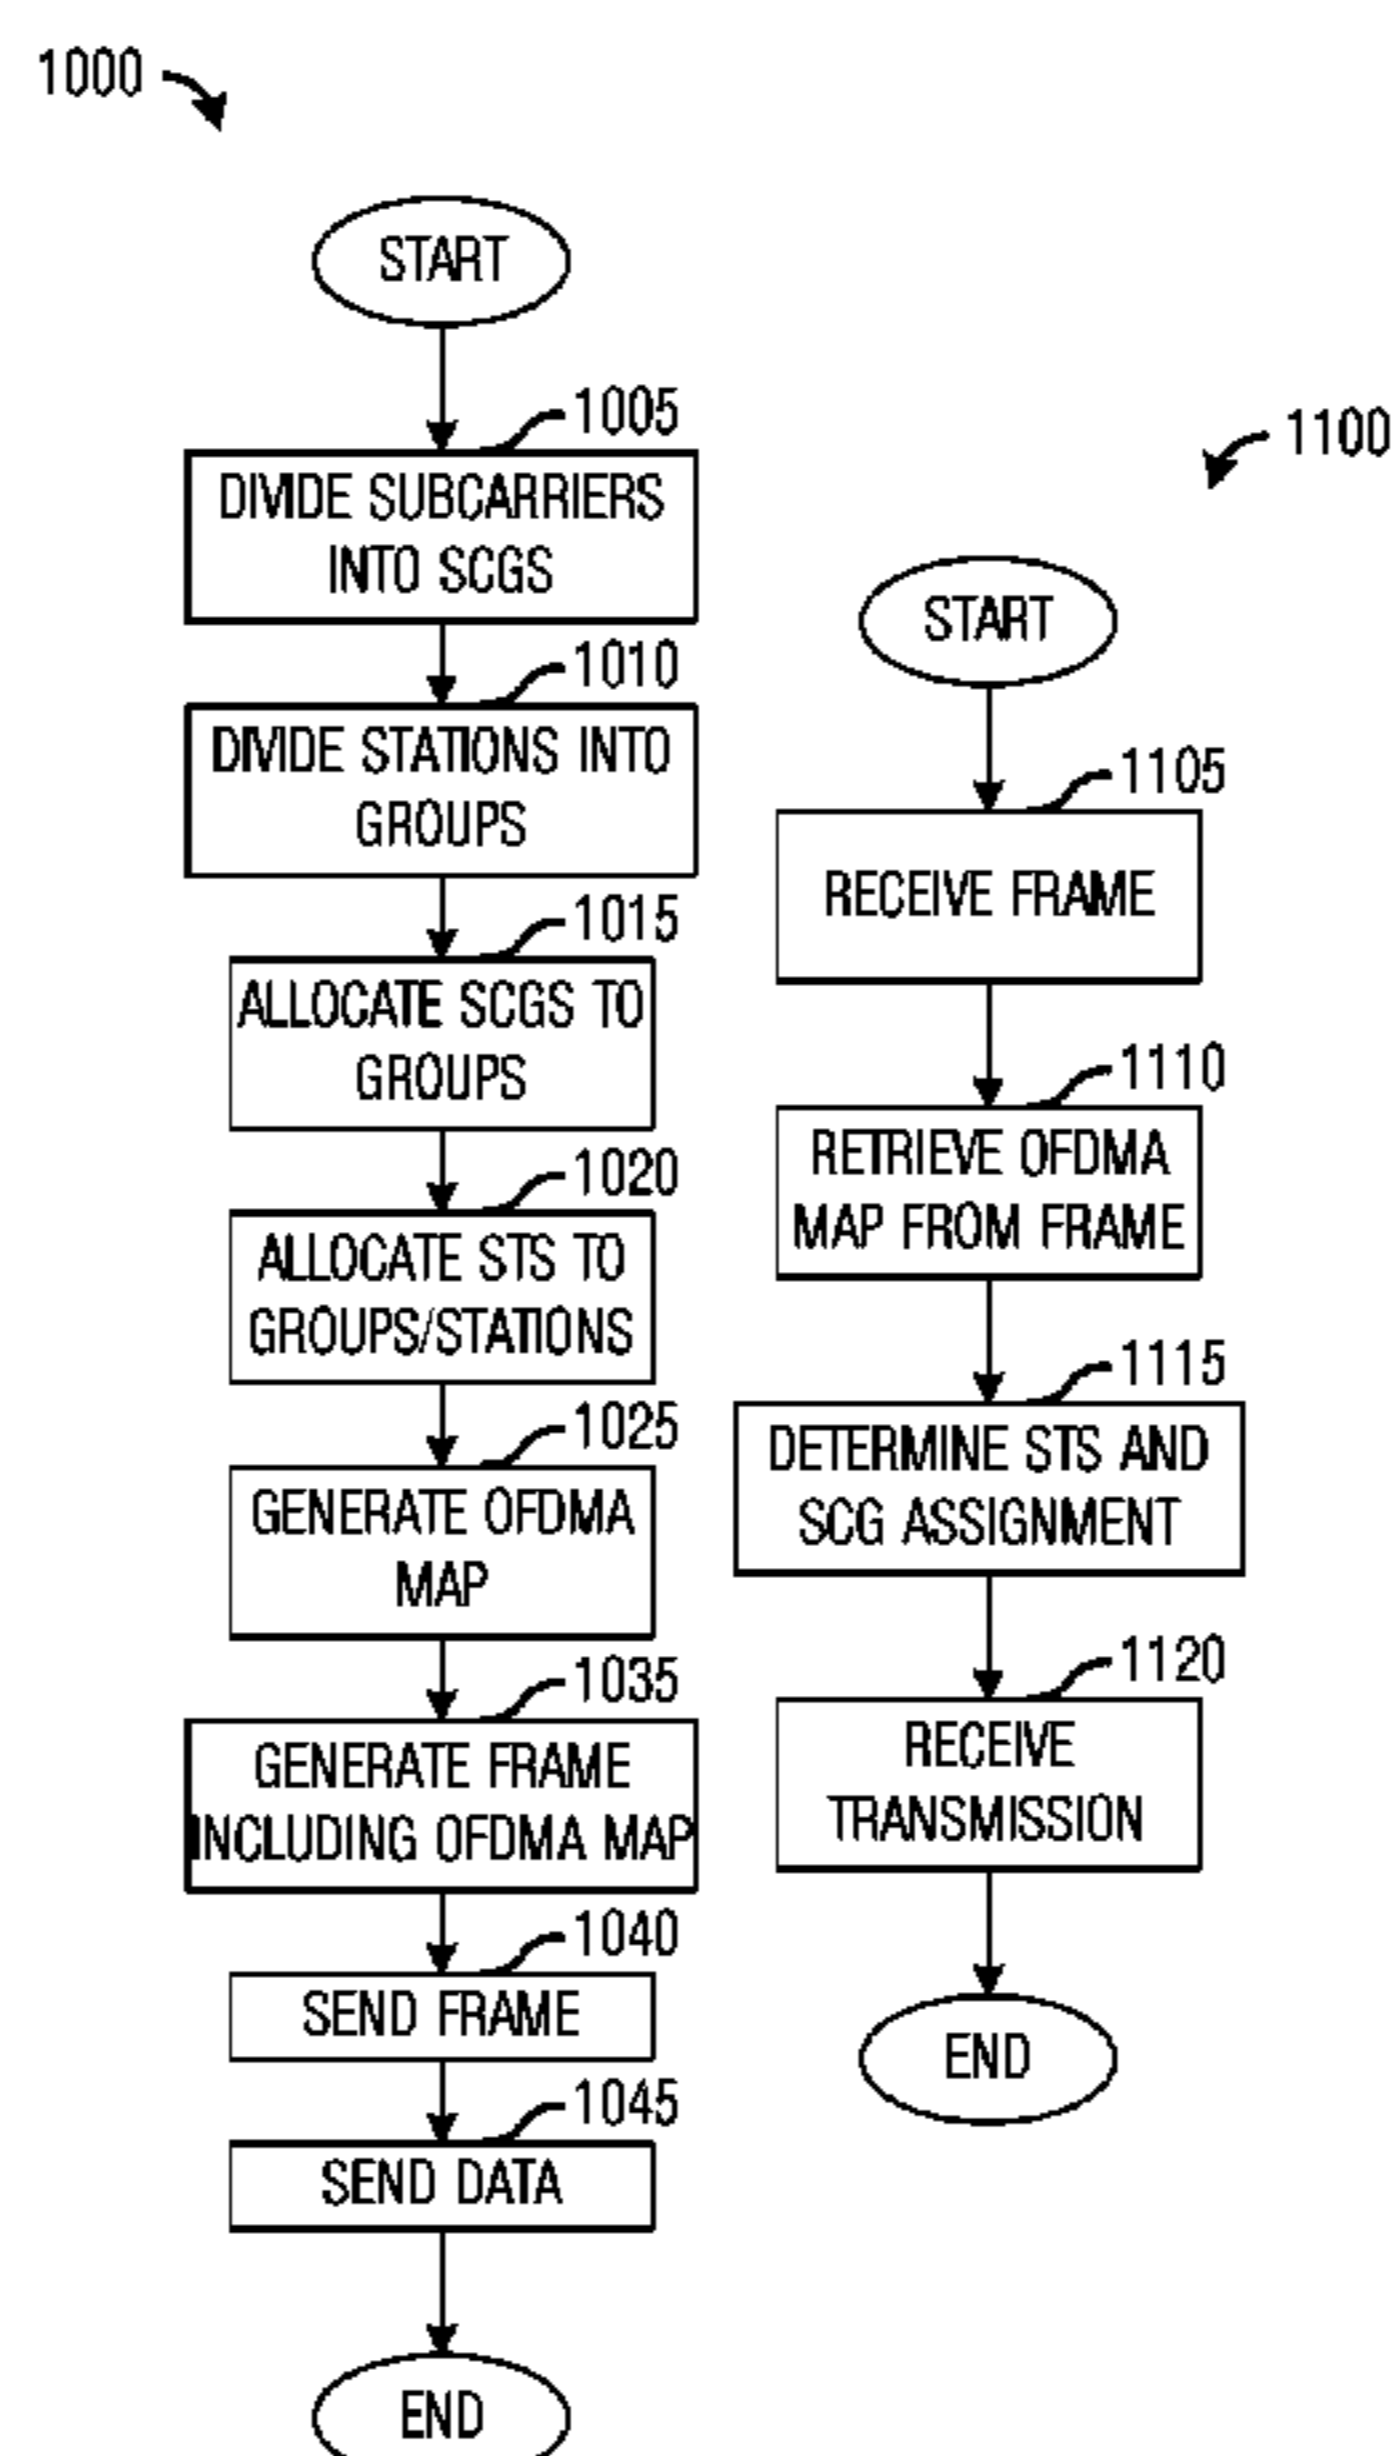 1000
START
1005
DIVIDE SUBCARRIERS
INTO SCGS
1010
DIVIDE STATIONS INTO
GROUPS
1015
ALLOCATE SCGS TO
GROUPS
1020
ALLOCATE STS TO
GROUPS/STATIONS
1025
GENERATE OFDMA
MAP
1035
GENERATE FRAME
INCLUDING OFDMA MAP
1040
SEND FRAME
1045
SEND DATA
END
1100
START
1105
RECEIVE FRAME
1110
RETRIEVE OFDMA
MAP FROM FRAME
1115
DETERMINE STS AND
SCG ASSIGNMENT
1120
RECEIVE
TRANSMISSION
END